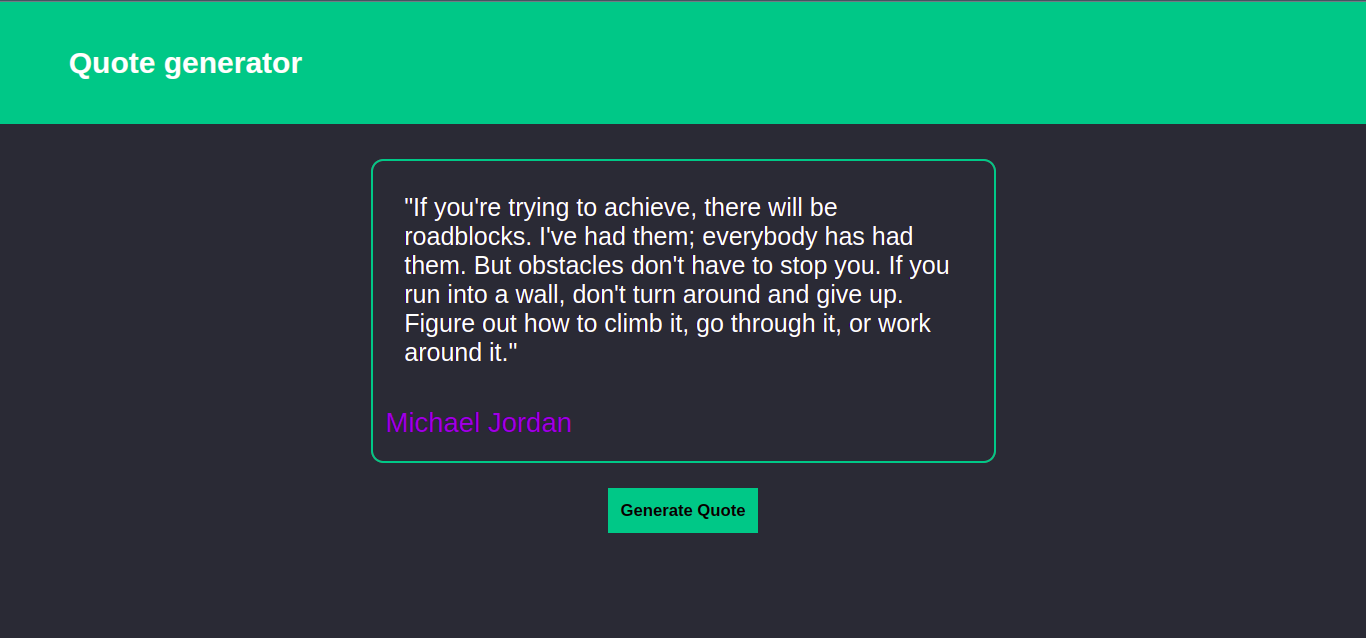 Quote generator
"If you're trying to achieve, there will be
roadblocks. I've had them; everybody has had
them. But obstacles don't have to stop you. If you
run into a wall, don't turn around and give up.
Figure out how to climb it, go through it, or work
around it."
Michael Jordan
Generate Quote